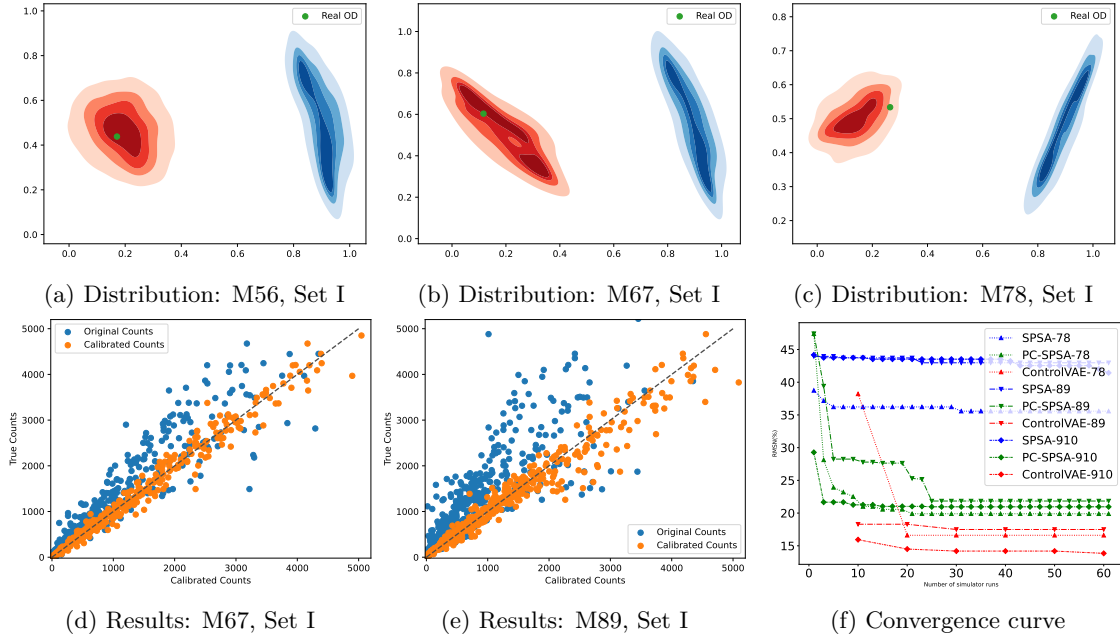 1.0
0.8
0.6
0.4
0.2
0.0
0.0 0.2 0.4 0.6 0.8 1.0
Real OD
(a) Distribution: M56, Set I
1.0
0.8
0.6
0.4
0.2
0.0
0.0 0.2 0.4 0.6 0.8 1.0
Real OD
(b) Distribution: M67, Set I
0.8
0.7
0.6
0.5
0.4
0.3
0.2
0.0 0.2 0.4 0.6 0.8 1.0
Real OD
(c) Distribution: M78, Set I
True Counts
5000
4000
3000
2000
1000
0
0 1000 2000 3000 4000 5000
Calibrated Counts
Original Counts
Calibrated Counts
(d) Results: M67, Set I
True Counts
5000
4000
3000
2000
1000
0
0 1000 2000 3000 4000 5000
Calibrated Counts
Original Counts
Calibrated Counts
(e) Results: M89, Set I
RMSN(%)
45
40
35
30
25
20
15
0 10 20 30 40 50 60
Number of simulator runs
SPSA-78
PC-SPSA-78
ControlVAE-78
SPSA-89
PC-SPSA-89
ControlVAE-89
SPSA-910
PC-SPSA-910
ControlVAE-910
(f) Convergence curve